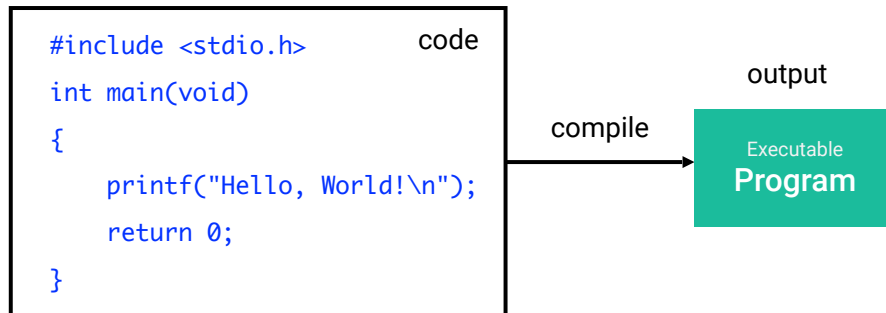 code
#include <stdio.h>
int main(void)
{
    printf("Hello, World!\n");
    return 0;
}
compile
output
Executable
Program